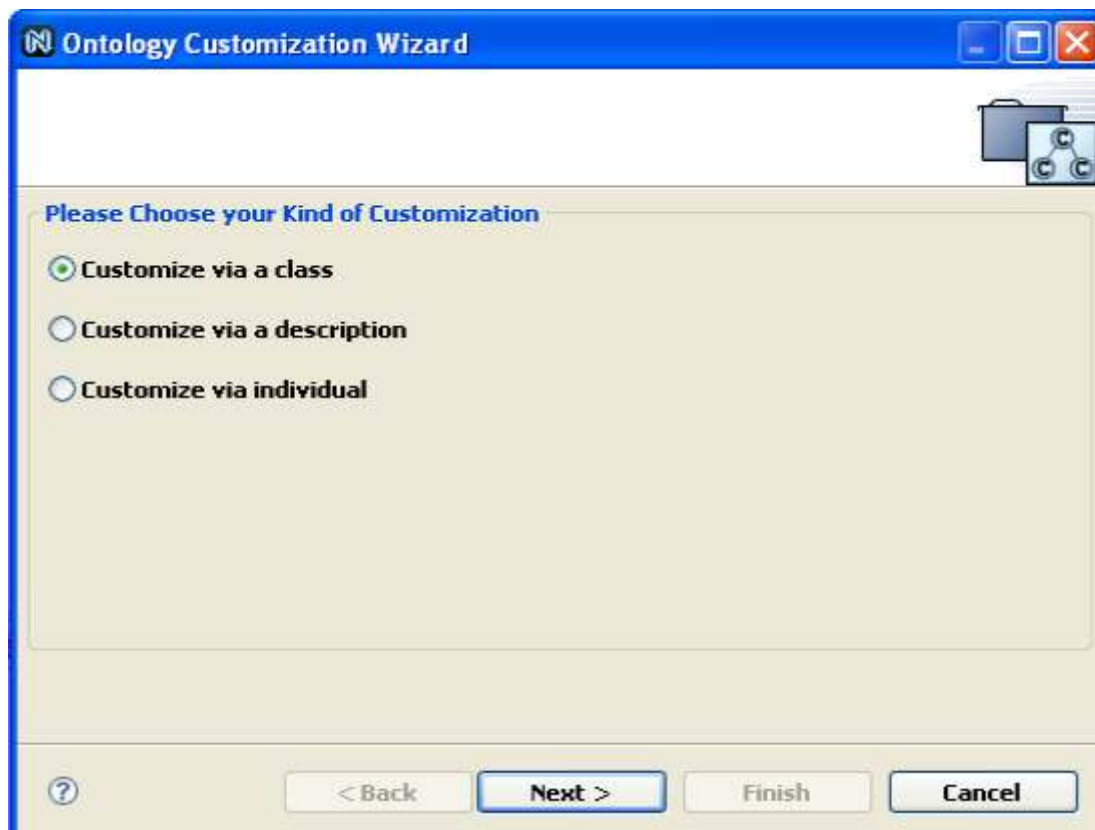 Ontology Customization Wizard
C
C C
Please Choose your Kind of Customization
Customize via a class
Customize via a description
Customize via individual
? < Back Next > Finish Cancel